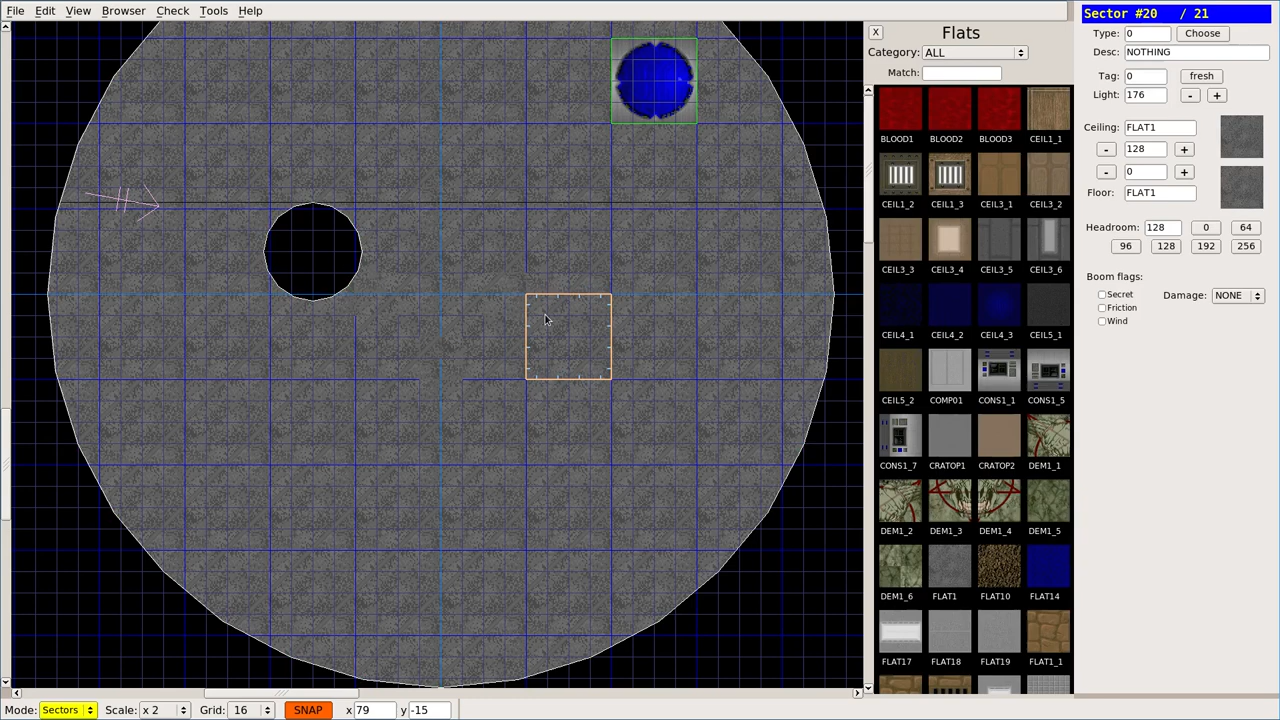 File Edit View Browser Check Tools Help
X Flats
Category: ALL
Match:
BLOOD1 BLOOD2 BLOOD3 CEIL1_1
CEIL1_2 CEIL1_3 CEIL3_1 CEIL3_2
CEIL3_3 CEIL3_4 CEIL3_5 CEIL3_6
CEIL4_1 CEIL4_2 CEIL4_3 CEIL5_1
CEIL5_2 COMP01 CONS1_1 CONS1_5
CONS1_7 CRATOP1 CRATOP2 DEM1_1
DEM1_2 DEM1_3 DEM1_4 DEM1_5
DEM1_6 FLAT1 FLAT10 FLAT14
FLAT17 FLAT18 FLAT19 FLAT1_1
Sector #20 / 21
Type: 0 Choose
Desc: NOTHING
Tag: 0 fresh
Light: 176 - +
Ceiling: FLAT1
- 128 +
- 0 +
Floor: FLAT1
Headroom: 128 0 64
96 128 192 256
Boom flags:
Secret Damage: NONE
Friction
Wind
Mode: Sectors Scale: x 2 Grid: 16 SNAP x 79 y -15